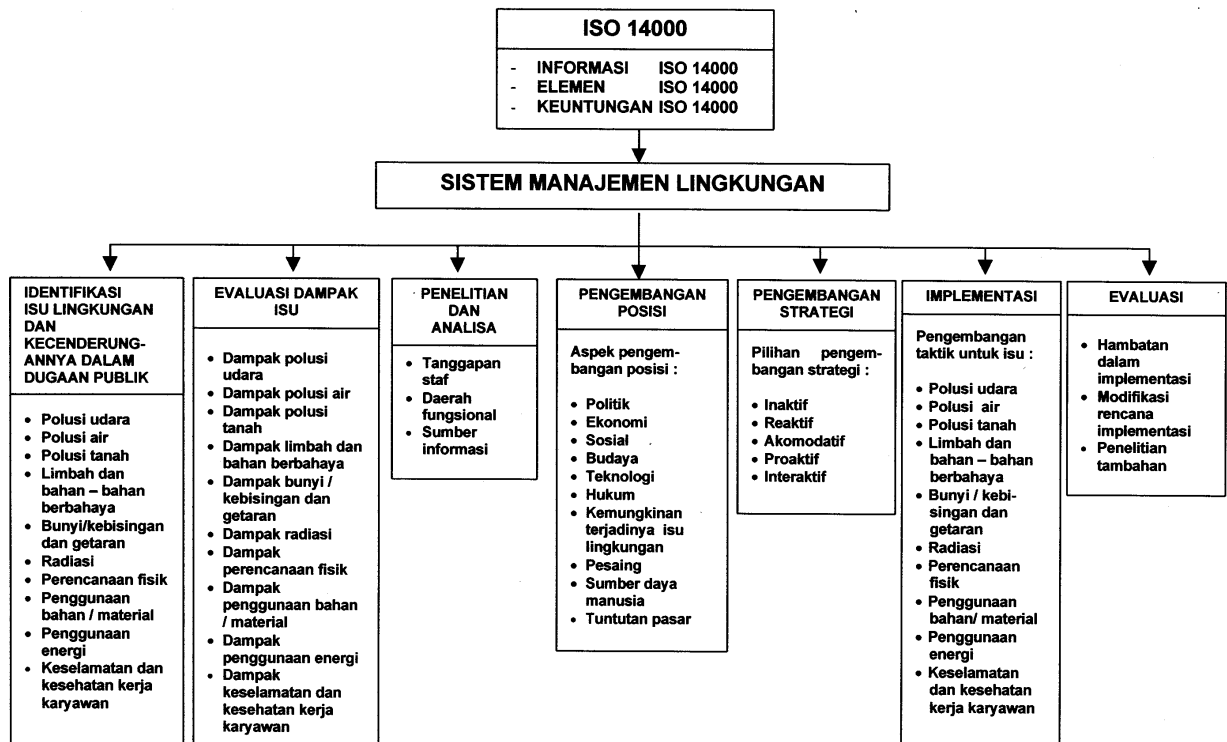 ISO 14000
- INFORMASI ISO 14000
- ELEMEN ISO 14000
- KEUNTUNGAN ISO 14000
SISTEM MANAJEMEN LINGKUNGAN
IDENTIFIKASI
ISU LINGKUNGAN
DAN
KECENDERUNG-
ANNYA DALAM
DUGAAN PUBLIK
• Polusi udara
• Polusi air
• Polusi tanah
• Limbah dan
bahan – bahan
berbahaya
• Bunyi/kebisingan
dan getaran
• Radiasi
• Perencanaan fisik
• Penggunaan
bahan / material
• Penggunaan
energi
• Keselamatan dan
kesehatan kerja
karyawan
EVALUASI DAMPAK
ISU
• Dampak polusi
udara
• Dampak polusi air
• Dampak polusi
tanah
• Dampak limbah dan
bahan berbahaya
• Dampak bunyi /
kebisingan dan
getaran
• Dampak radiasi
• Dampak
perencanaan fisik
• Dampak
penggunaan bahan
/ material
• Dampak
penggunaan energi
• Dampak
keselamatan dan
kesehatan kerja
karyawan
PENELITIAN
DAN
ANALISA
• Tanggapan
staf
• Daerah
fungsional
• Sumber
informasi
PENGEMBANGAN
POSISI
Aspek pengem-
bangan posisi :
• Politik
• Ekonomi
• Sosial
• Budaya
• Teknologi
• Hukum
• Kemungkinan
terjadinya isu
lingkungan
• Pesaing
• Sumber daya
manusia
• Tuntutan pasar
PENGEMBANGAN
STRATEGI
Pilihan pengem-
bangan strategi :
• Inaktif
• Reaktif
• Akomodatif
• Proaktif
• Interaktif
IMPLEMENTASI
Pengembangan
taktik untuk isu :
• Polusi udara
• Polusi air
• Polusi tanah
• Limbah dan
bahan – bahan
berbahaya
• Bunyi / kebi-
singan dan
getaran
• Radiasi
• Perencanaan
fisik
• Penggunaan
bahan/ material
• Penggunaan
energi
• Keselamatan
dan kesehatan
kerja karyawan
EVALUASI
• Hambatan
dalam
implementasi
• Modifikasi
rencana
implementasi
• Penelitian
tambahan